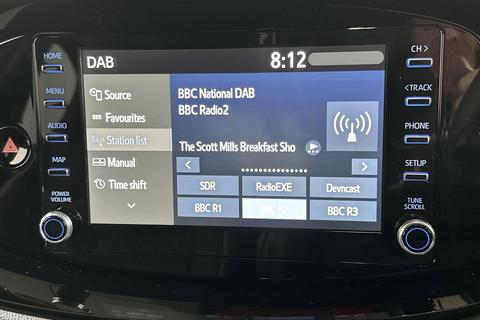 DAB
8:12
HOME
MENU
AUDIO
MAP
POWER
VOLUME
Source
Favourites
Station list
Manual
Time shift
BBC National DAB
BBC Radio2
The Scott Mills Breakfast Sho
<
>
SDR
RadioEXE
Devncast
BBC R1
BBC R2
BBC R3
CH >
< TRACK
PHONE
SETUP
TUNE
SCROLL